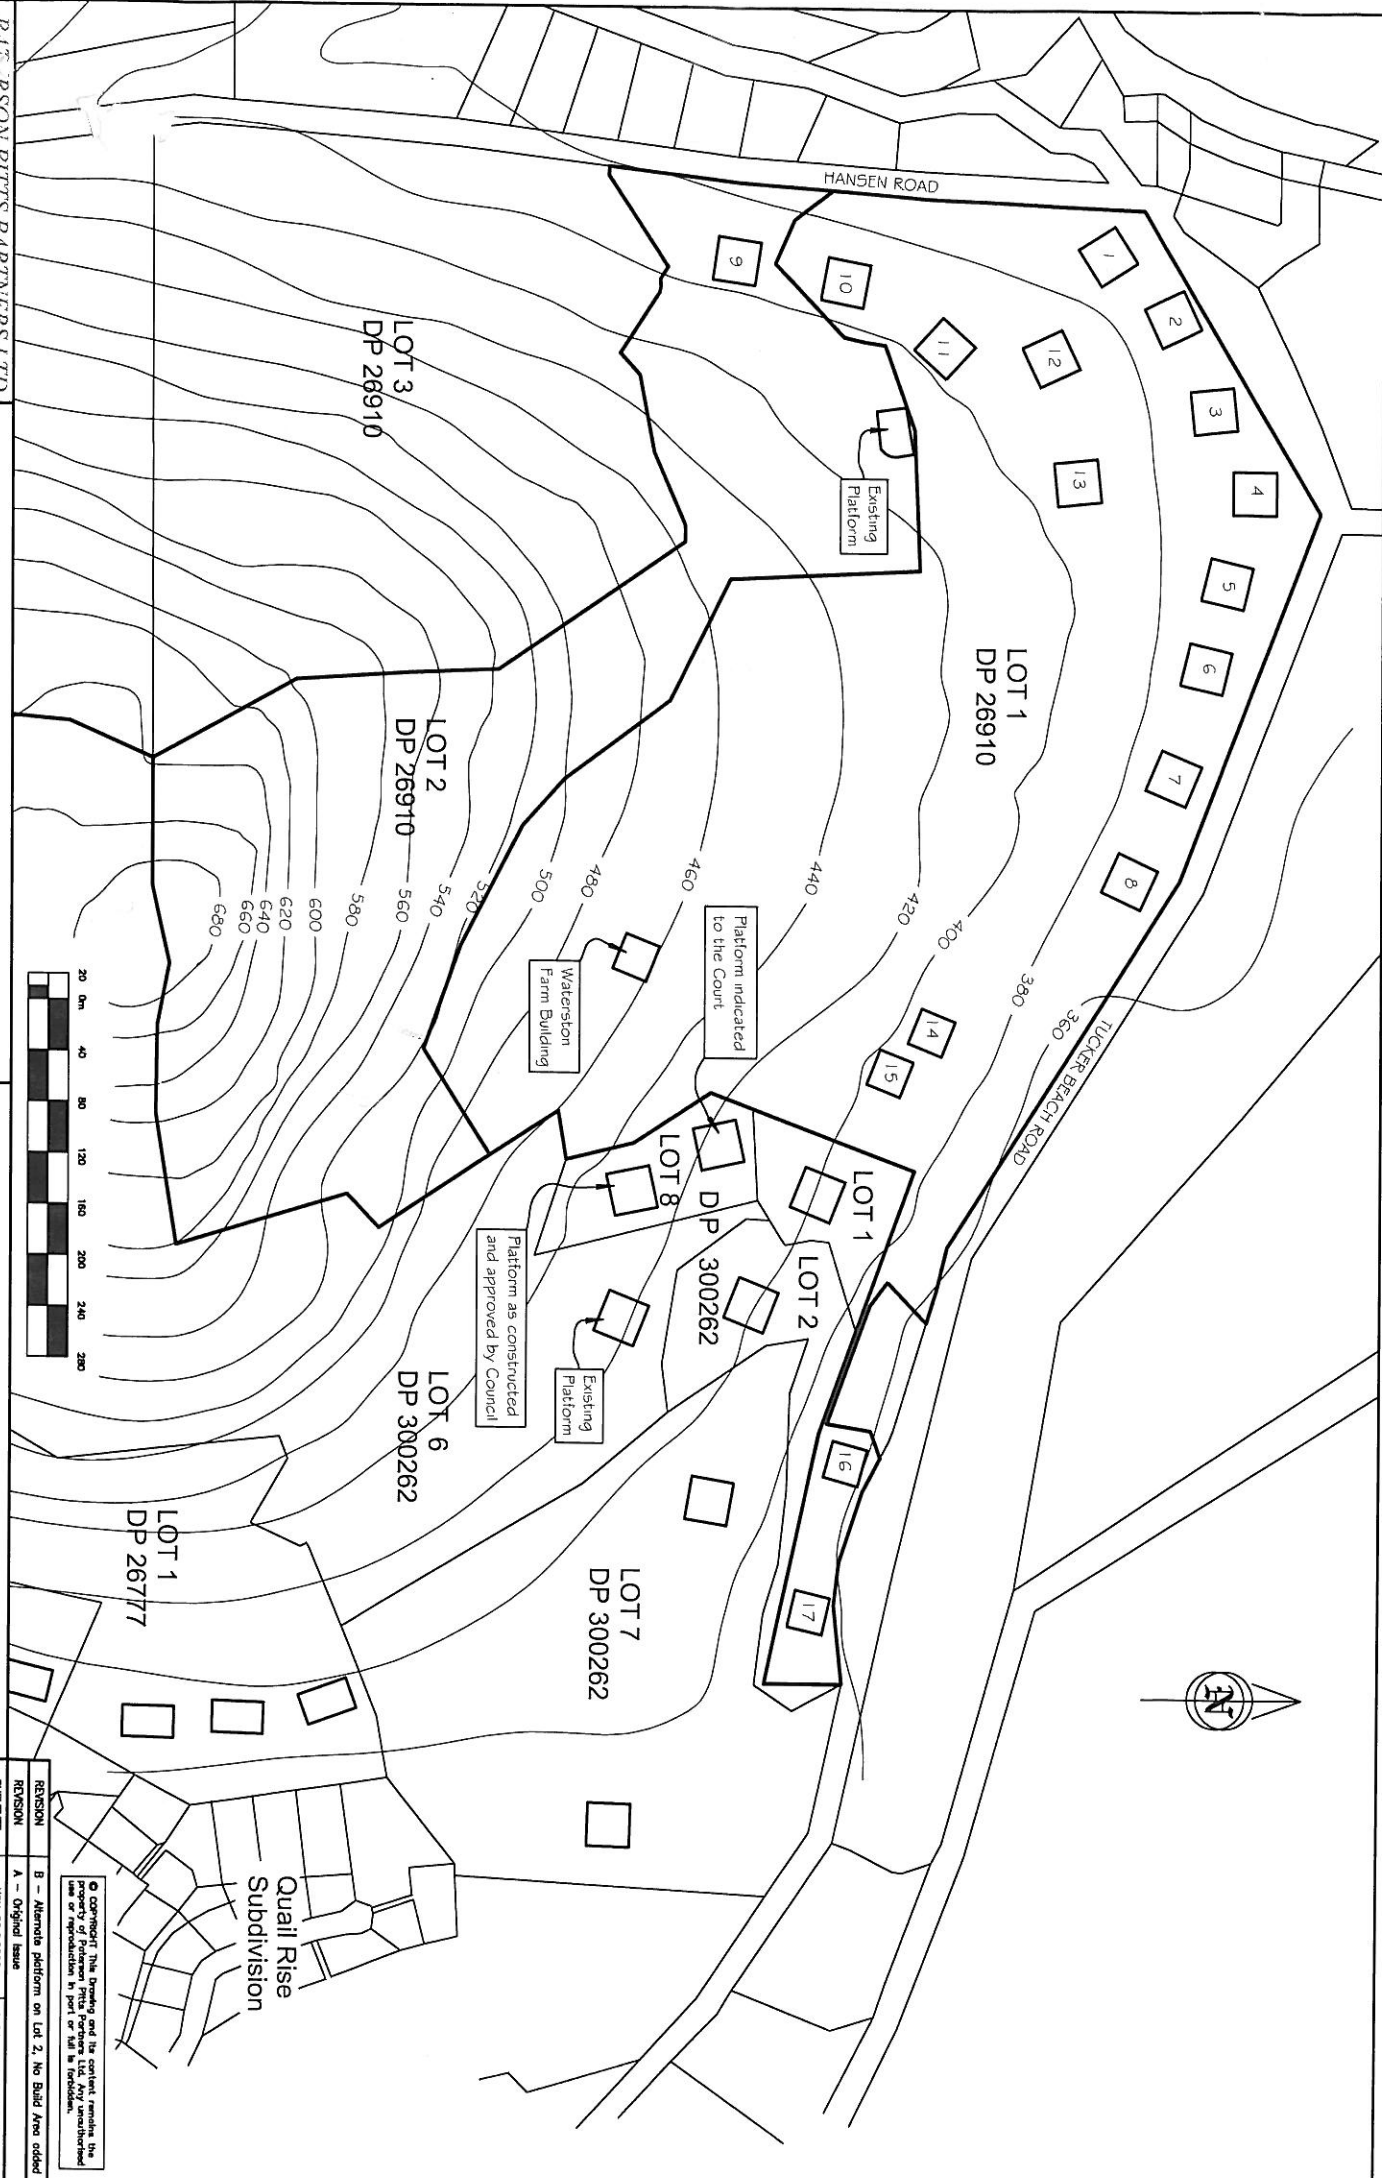 HANSEN ROAD
TUCKER BEACH ROAD
1
2
3
4
5
6
7
8
9
10
11
12
13
14
15
16
17
LOT 1
DP 26910
LOT 2
DP 26910
LOT 3
DP 26910
Existing
Platform
Waterston
Farm Building
Platform indicated
to the Court
Platform as constructed
and approved by Council
Existing
Platform
360
380
400
420
440
460
480
500
520
540
560
580
600
620
640
660
680
LOT 1
LOT 2
LOT 8
DP 300262
LOT 6
DP 300262
LOT 7
DP 300262
LOT 1
DP 26777
Quail Rise
Subdivision
N
20 0m 40 80 120 160 200 240 280
© COPYRIGHT This Drawing and its content remains the
property of Paterson Pitts Partners Ltd. Any unauthorised
use or reproduction in part or full is forbidden.
REVISION B - Alternate platform on Lot 2, No Build Area added
REVISION A - Original Issue
PATERSON PITTS PARTNERS LTD